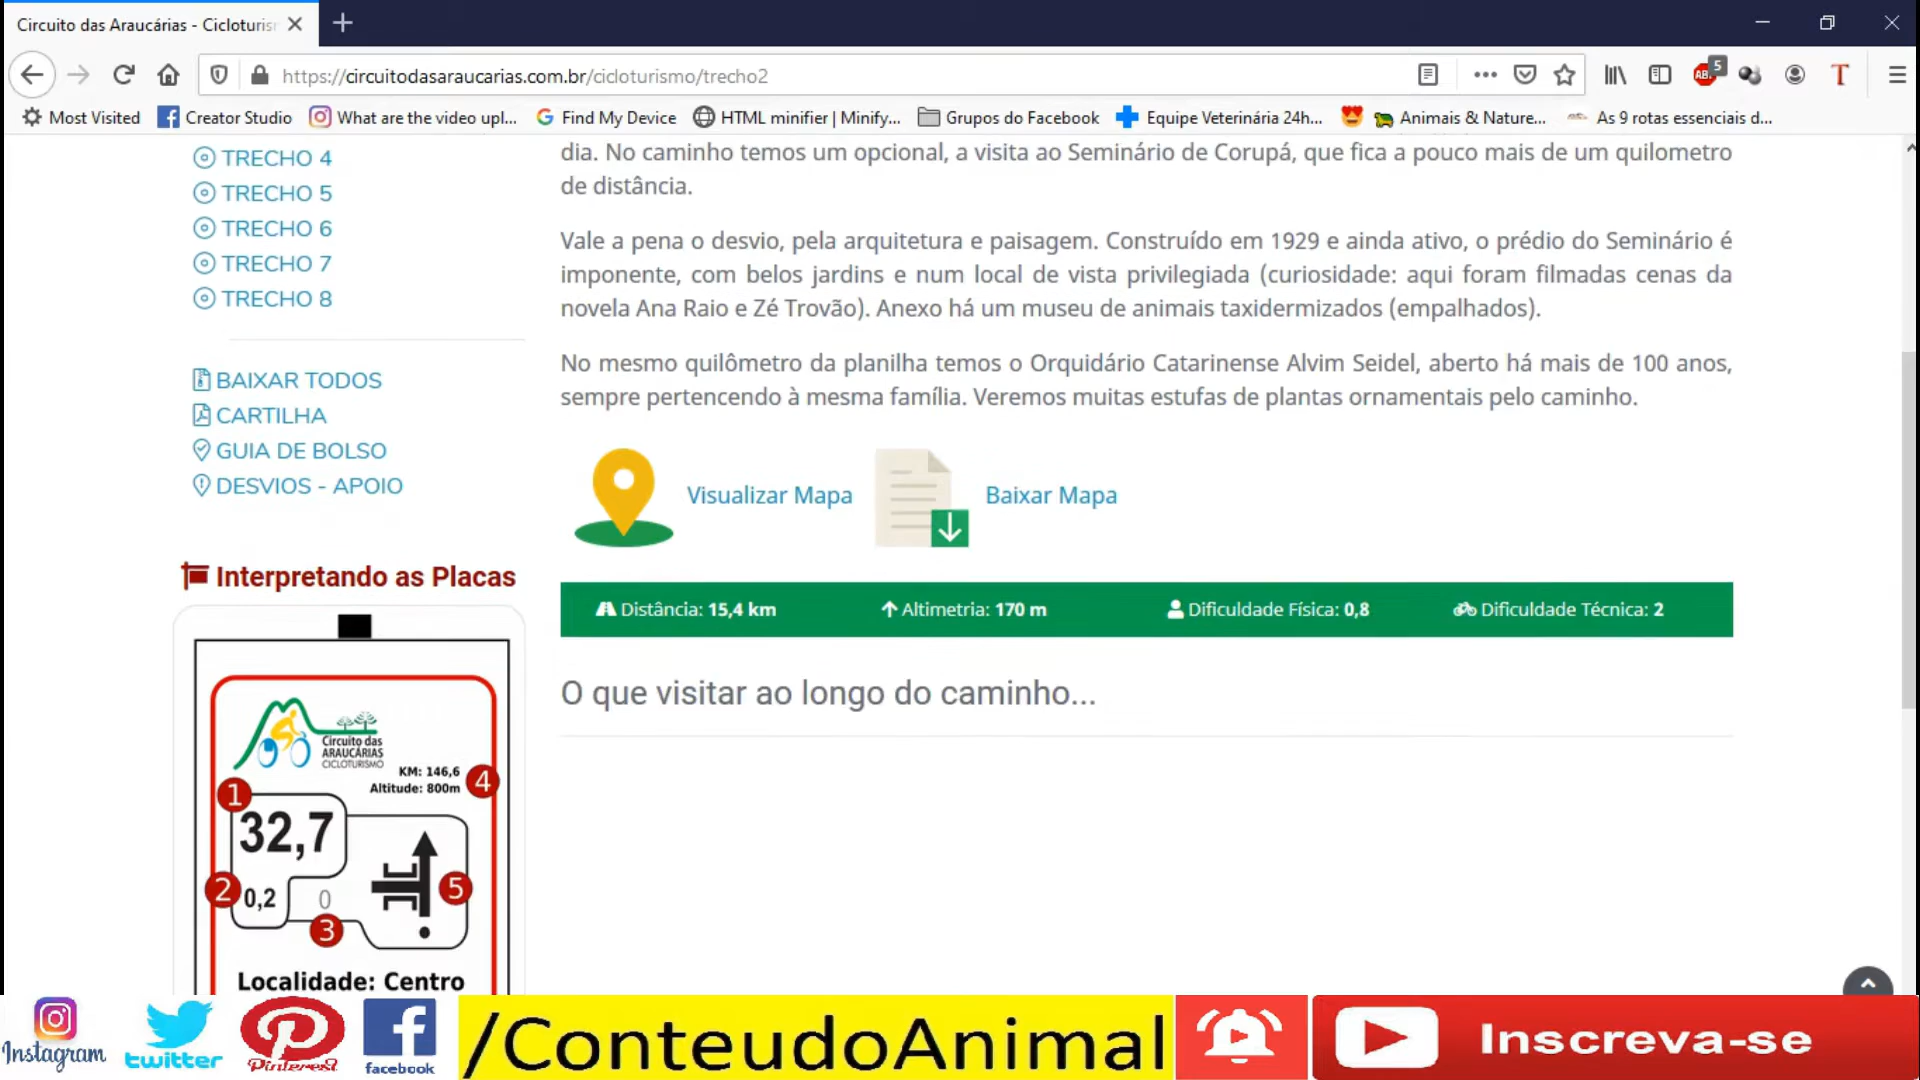 Circuito das Araucárias - Cicloturis
https://circuitodasaraucarias.com.br/cicloturismo/trecho2
ABP
5
T
Most Visited
Creator Studio
What are the video upl...
Find My Device
HTML minifier | Minify...
Grupos do Facebook
Equipe Veterinária 24h...
Animais & Nature...
As 9 rotas essenciais d...
TRECHO 4
TRECHO 5
TRECHO 6
TRECHO 7
TRECHO 8
BAIXAR TODOS
CARTILHA
GUIA DE BOLSO
DESVIOS - APOIO
Interpretando as Placas
Circuito das
ARAUCÁRIAS
CICLOTURISMO
KM: 146,6
Altitude: 800m
4
1
32,7
2
0,2
0
3
5
Localidade: Centro
dia. No caminho temos um opcional, a visita ao Seminário de Corupá, que fica a pouco mais de um quilometro
de distância.
Vale a pena o desvio, pela arquitetura e paisagem. Construído em 1929 e ainda ativo, o prédio do Seminário é
imponente, com belos jardins e num local de vista privilegiada (curiosidade: aqui foram filmadas cenas da
novela Ana Raio e Zé Trovão). Anexo há um museu de animais taxidermizados (empalhados).
No mesmo quilômetro da planilha temos o Orquidário Catarinense Alvim Seidel, aberto há mais de 100 anos,
sempre pertencendo à mesma família. Veremos muitas estufas de plantas ornamentais pelo caminho.
Visualizar Mapa
Baixar Mapa
Distância: 15,4 km
Altimetria: 170 m
Dificuldade Física: 0,8
Dificuldade Técnica: 2
O que visitar ao longo do caminho...
Instagram
twitter
Pinterest
facebook
/ConteudoAnimal
Inscreva-se